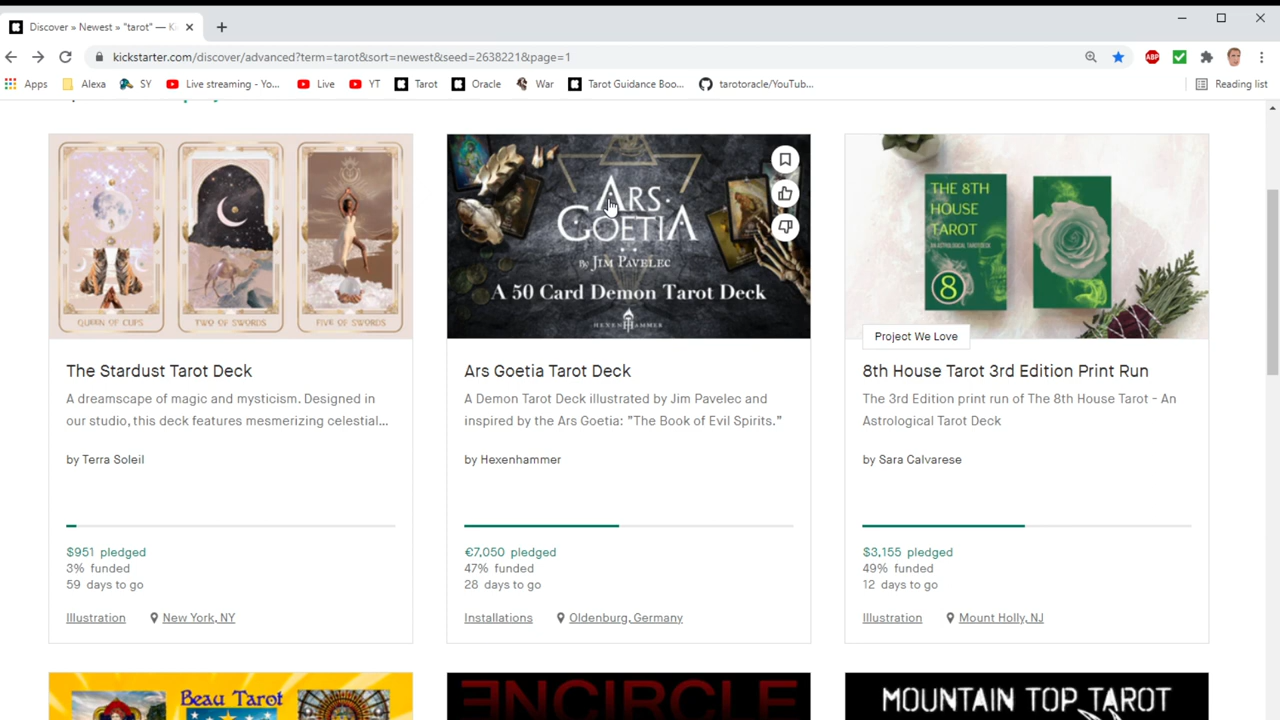 Discover » Newest » "tarot" — Ki
kickstarter.com/discover/advanced?term=tarot&sort=newest&seed=2638221&page=1
ABP
Apps
Alexa
SY
Live streaming - Yo...
Live
YT
Tarot
Oracle
War
Tarot Guidance Boo...
tarotoracle/YouTub...
Reading list
QUEEN OF CUPS
TWO OF SWORDS
FIVE OF SWORDS
ARS
GOETIA
BY JIM PAVELEC
A 50 Card Demon Tarot Deck
HEXENHAMMER
THE 8TH
HOUSE
TAROT
AN ASTROLOGICAL TAROT DECK
8
Project We Love
The Stardust Tarot Deck
A dreamscape of magic and mysticism. Designed in
our studio, this deck features mesmerizing celestial...
by Terra Soleil
$951 pledged
3% funded
59 days to go
Illustration
New York, NY
Ars Goetia Tarot Deck
A Demon Tarot Deck illustrated by Jim Pavelec and
inspired by the Ars Goetia: "The Book of Evil Spirits."
by Hexenhammer
€7,050 pledged
47% funded
28 days to go
Installations
Oldenburg, Germany
8th House Tarot 3rd Edition Print Run
The 3rd Edition print run of The 8th House Tarot - An
Astrological Tarot Deck
by Sara Calvarese
$3,155 pledged
49% funded
12 days to go
Illustration
Mount Holly, NJ
Beau Tarot
ENCIRCLE
MOUNTAIN TOP TAROT